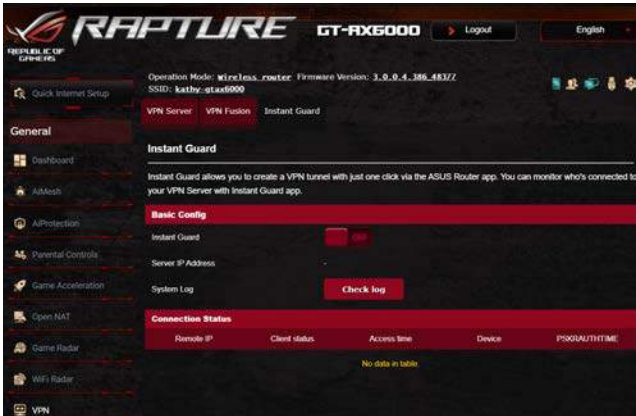 RAPTURE GT-AX6000 Logout English
REPUBLIC OF
GAMERS
Operation Mode: Wireless router Firmware Version: 3.0.0.4.386_48377
SSID: kathy-gtax6000
Quick Internet Setup
VPN Server VPN Fusion Instant Guard
General
Instant Guard
Dashboard
Instant Guard allows you to create a VPN tunnel with just one click via the ASUS Router app. You can monitor who's connected to
your VPN Server with Instant Guard app.
AiMesh
Basic Config
AiProtection
Instant Guard OFF
Parental Controls
Server IP Address -
Game Acceleration
System Log Check log
Open NAT
Connection Status
Remote IP Client status Access time Device PSKRAUTHTIME
Game Radar
No data in table
WiFi Radar
VPN